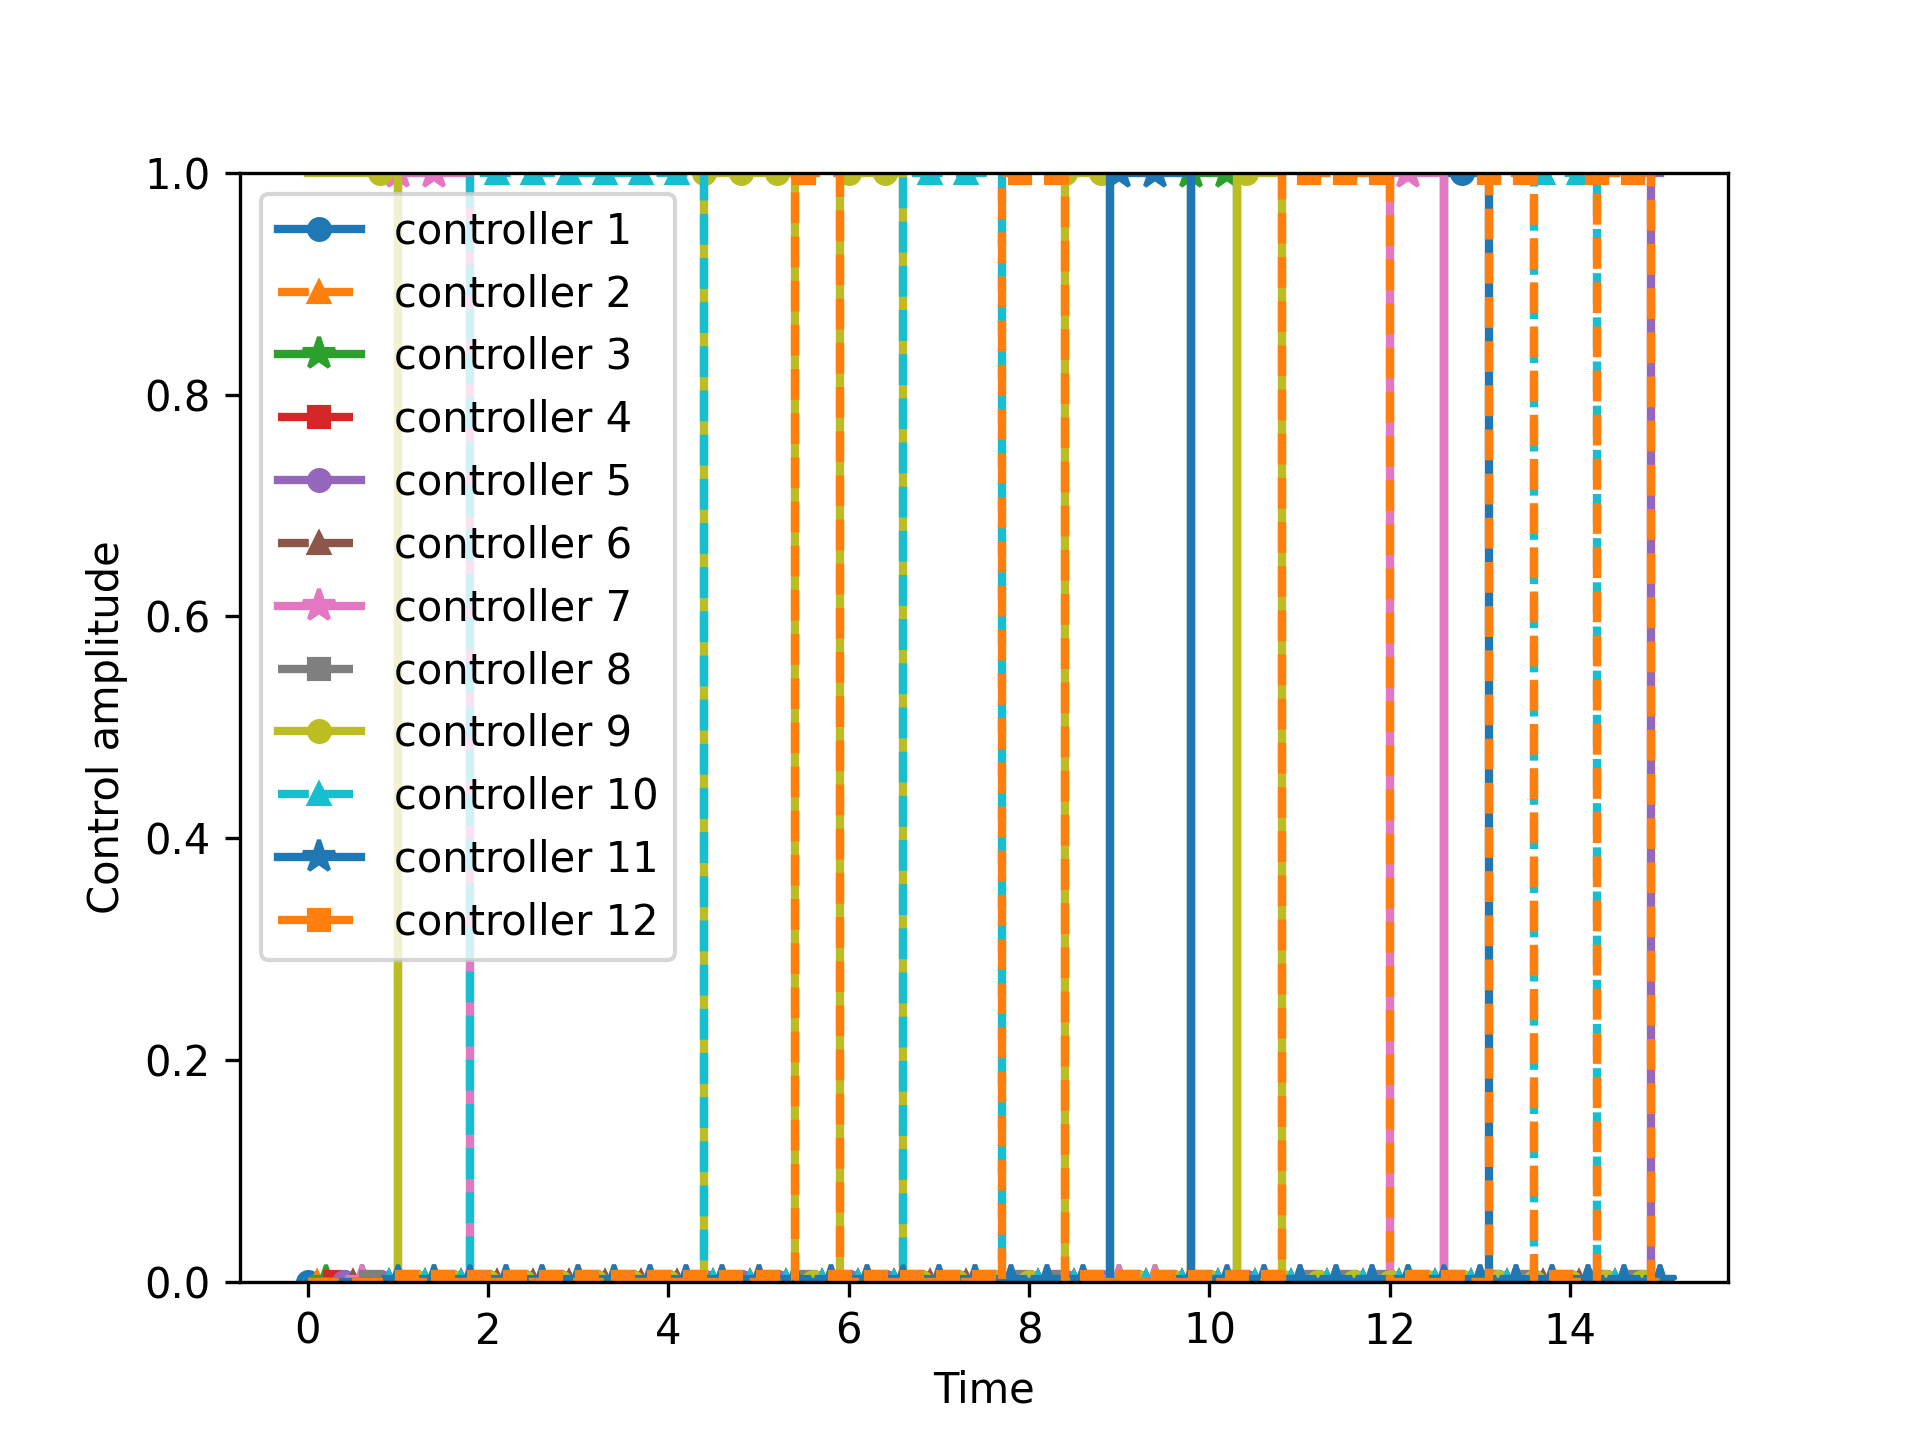 1.0
0.8
0.6
0.4
0.2
0.0
Control amplitude
controller 1
controller 2
controller 3
controller 4
controller 5
controller 6
controller 7
controller 8
controller 9
controller 10
controller 11
controller 12
0 2 4 6 8 10 12 14
Time